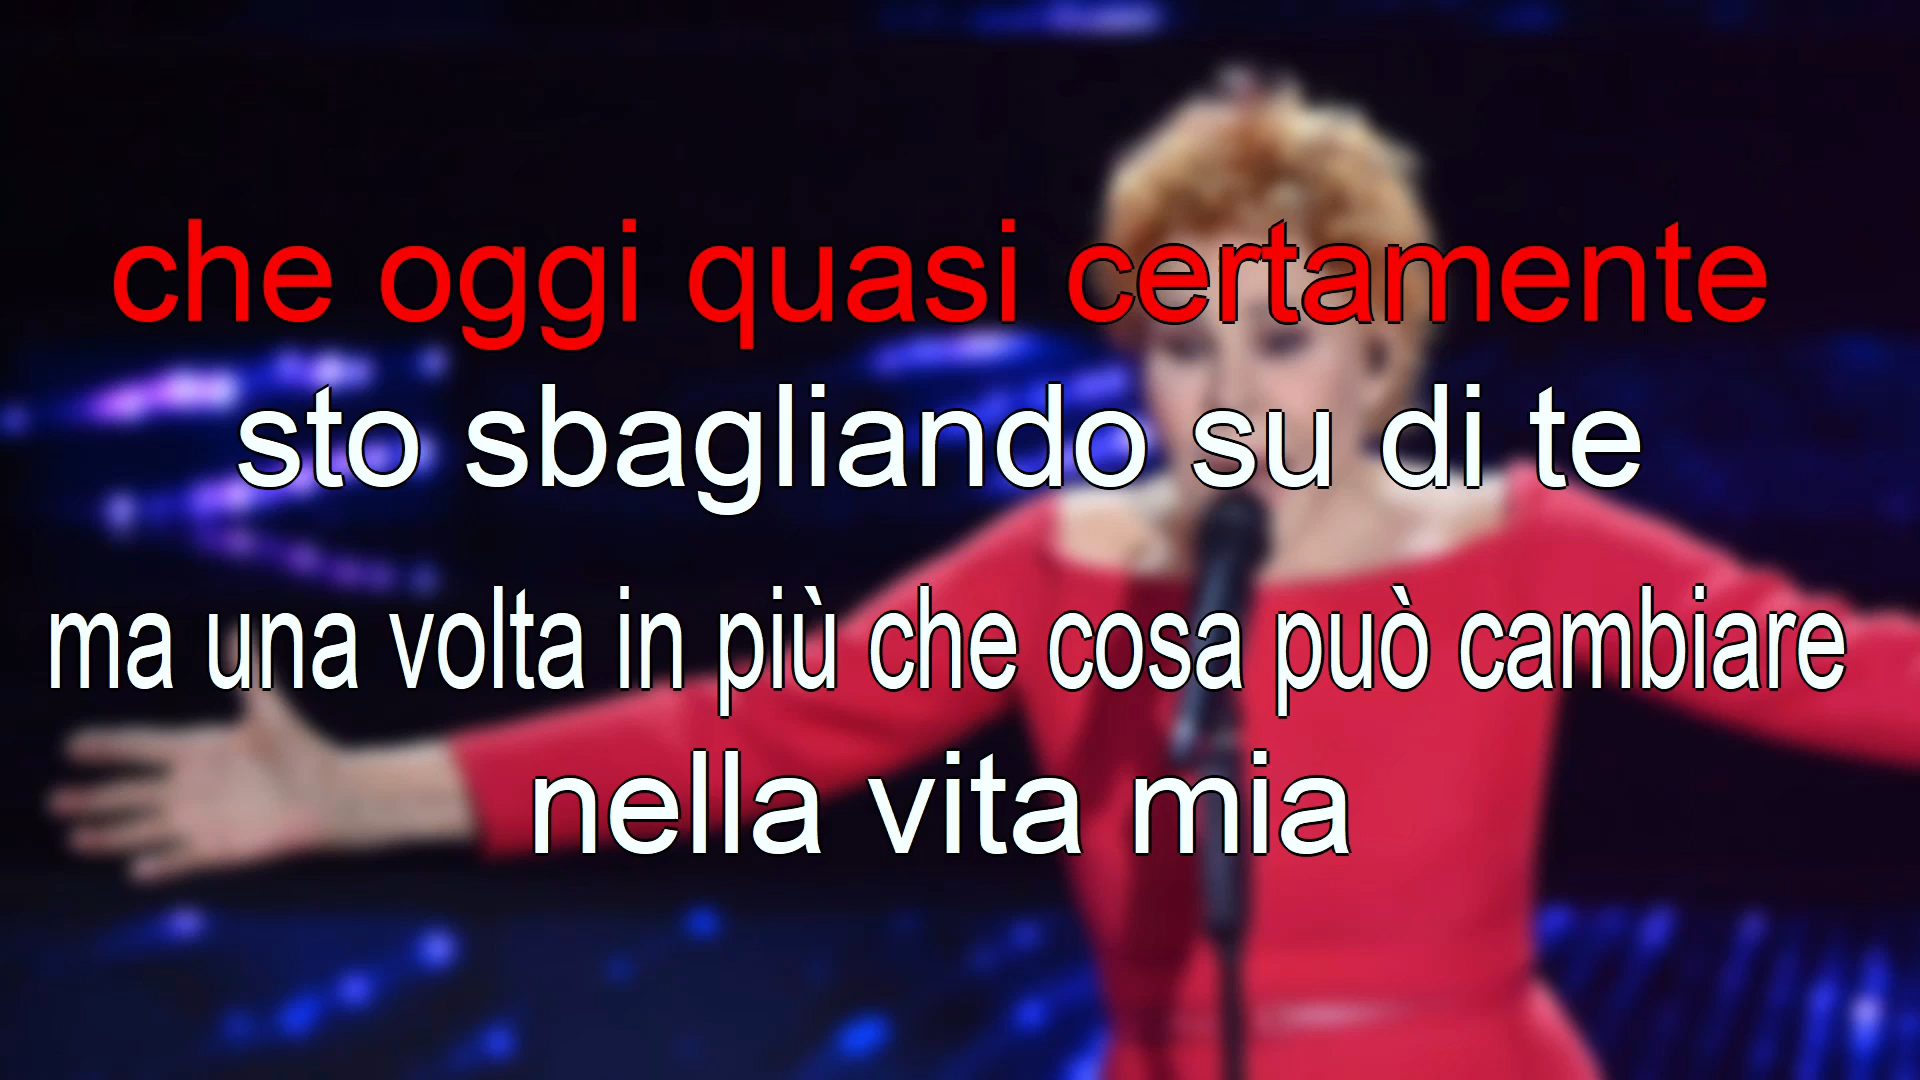 che oggi quasi certamente
sto sbagliando su di te
ma una volta in più che cosa può cambiare
nella vita mia